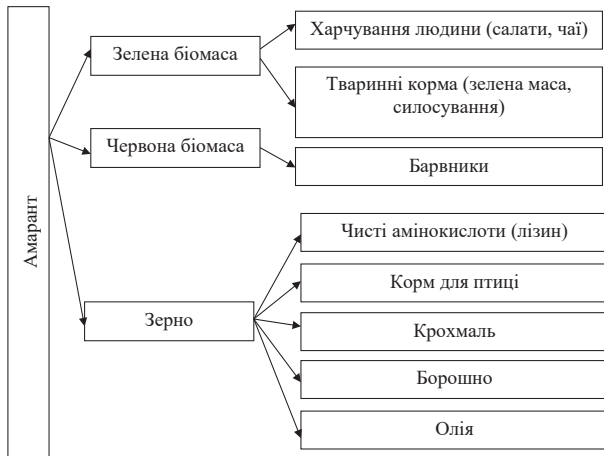 Амарант
Зелена біомаса
Харчування людини (салати, чаї)
Тваринні корма (зелена маса,
силосування)
Червона біомаса
Барвники
Зерно
Чисті амінокислоти (лізин)
Корм для птиці
Крохмаль
Борошно
Олія